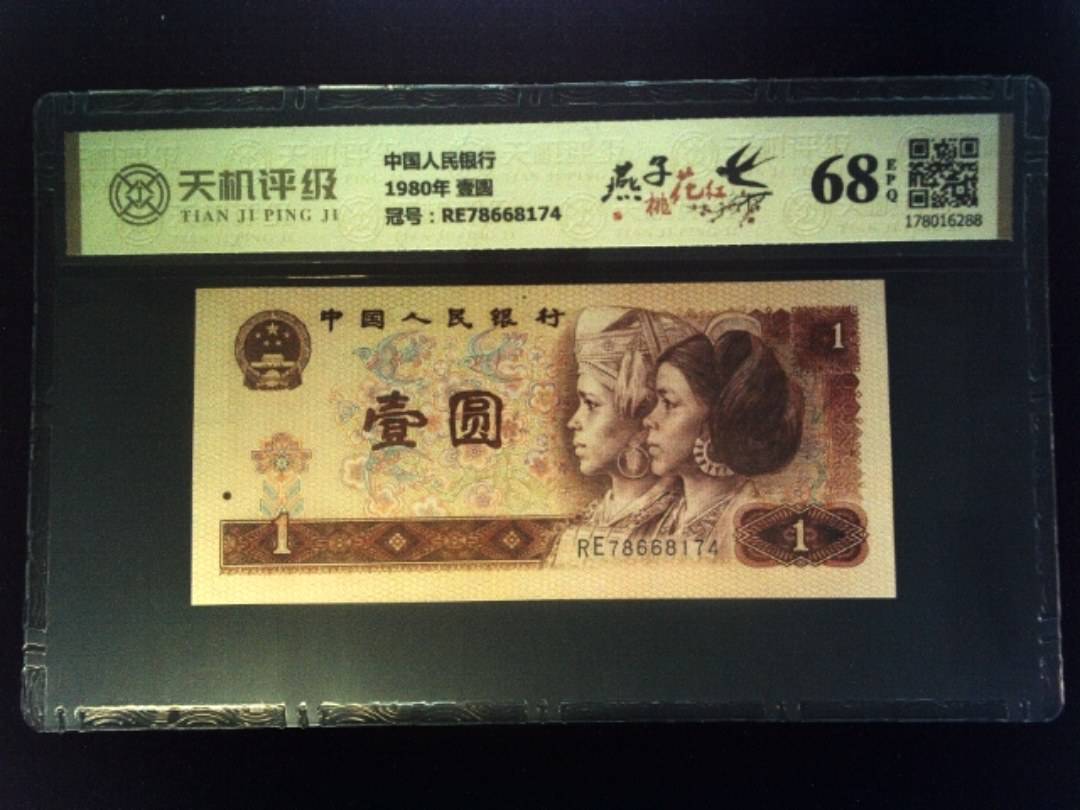 天机评级
TIAN JI PING JI
中国人民银行
1980年 壹圆
冠号：RE78668174
燕子
桃花红
68
EPQ
178016288
中国人民银行
1
壹圆
1
RE78668174
1